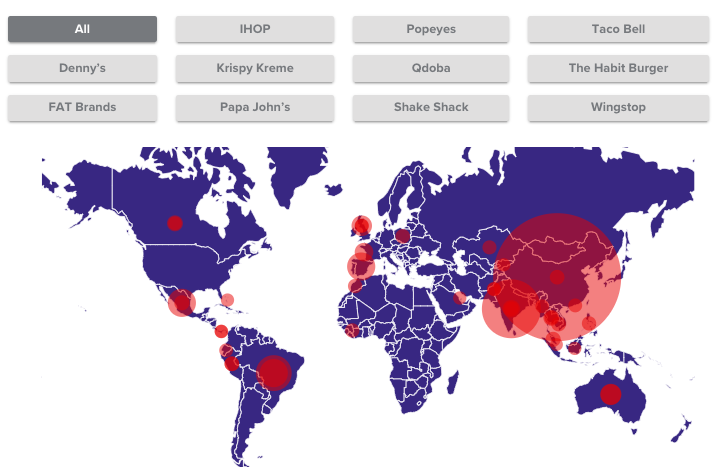 All
IHOP
Popeyes
Taco Bell
Denny’s
Krispy Kreme
Qdoba
The Habit Burger
FAT Brands
Papa John’s
Shake Shack
Wingstop